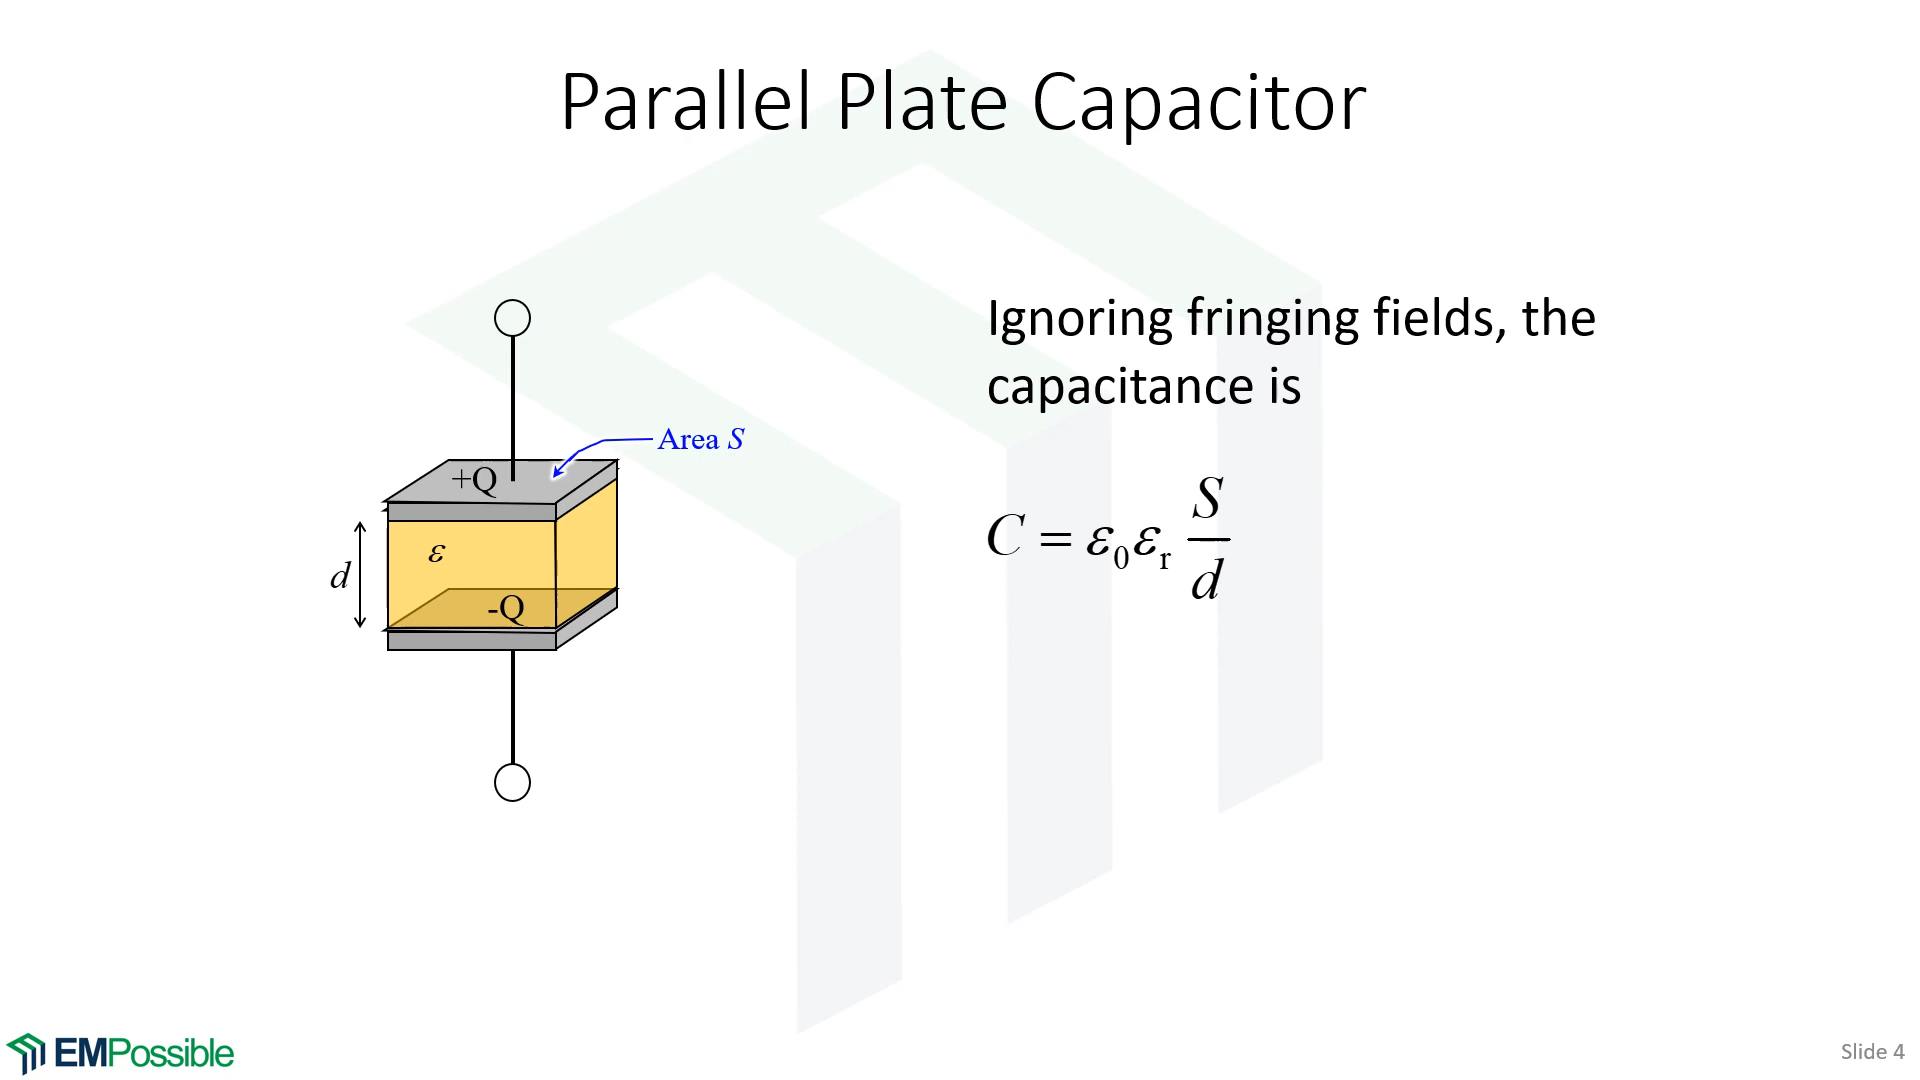 Parallel Plate Capacitor
Ignoring fringing fields, the
capacitance is
Area S
+Q
ε
d
-Q
C = ε₀εᵣ S/d
EMPossible
Slide 4